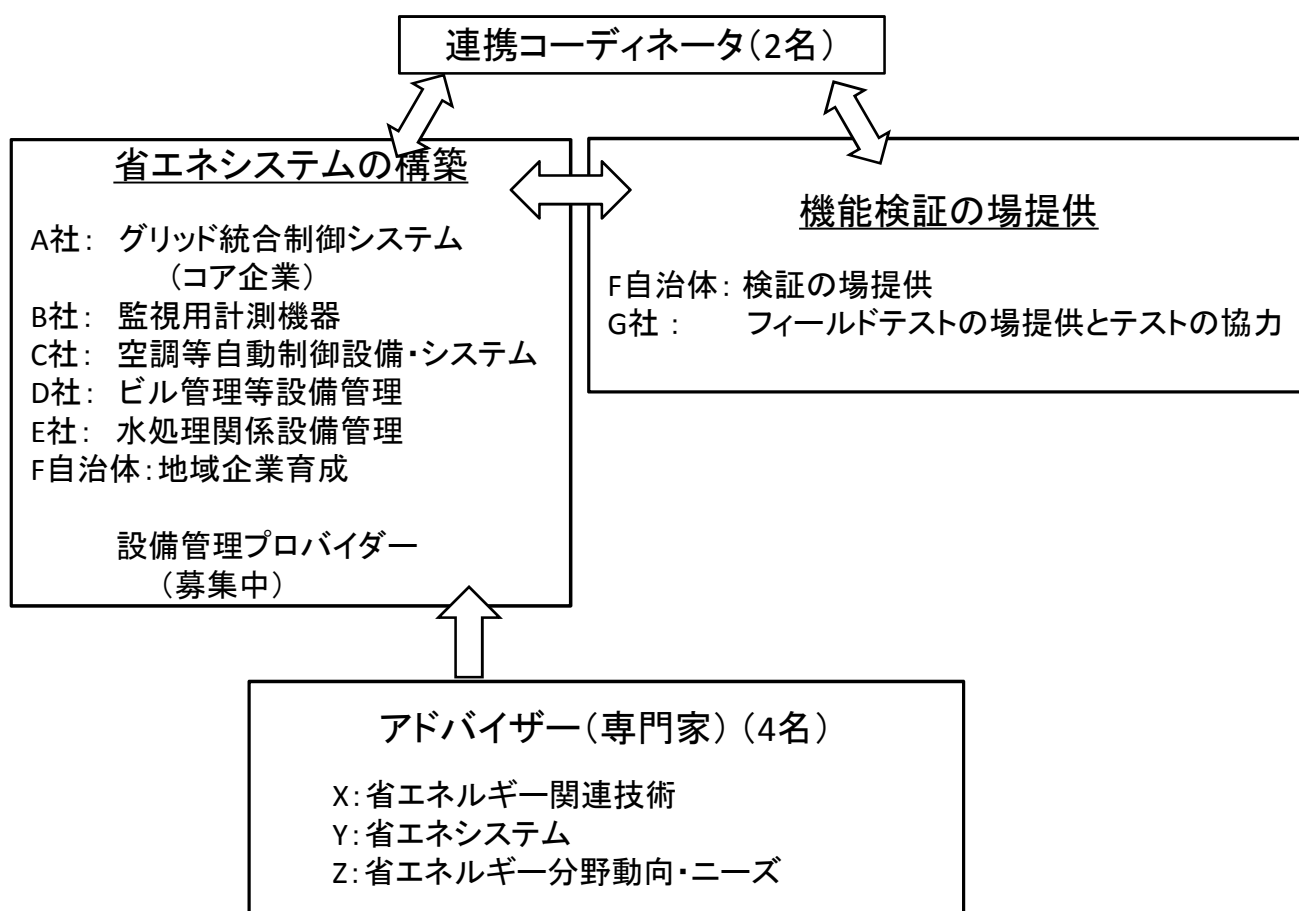 連携コーディネータ（2名）
省エネシステムの構築
A社： グリッド統合制御システム
（コア企業）
B社： 監視用計測機器
C社： 空調等自動制御設備・システム
D社： ビル管理等設備管理
E社： 水処理関係設備管理
F自治体：地域企業育成
設備管理プロバイダー
（募集中）
機能検証の場提供
F自治体： 検証の場提供
G社 ： フィールドテストの場提供とテストの協力
アドバイザー（専門家）（4名）
X：省エネルギー関連技術
Y：省エネシステム
Z：省エネルギー分野動向・ニーズ